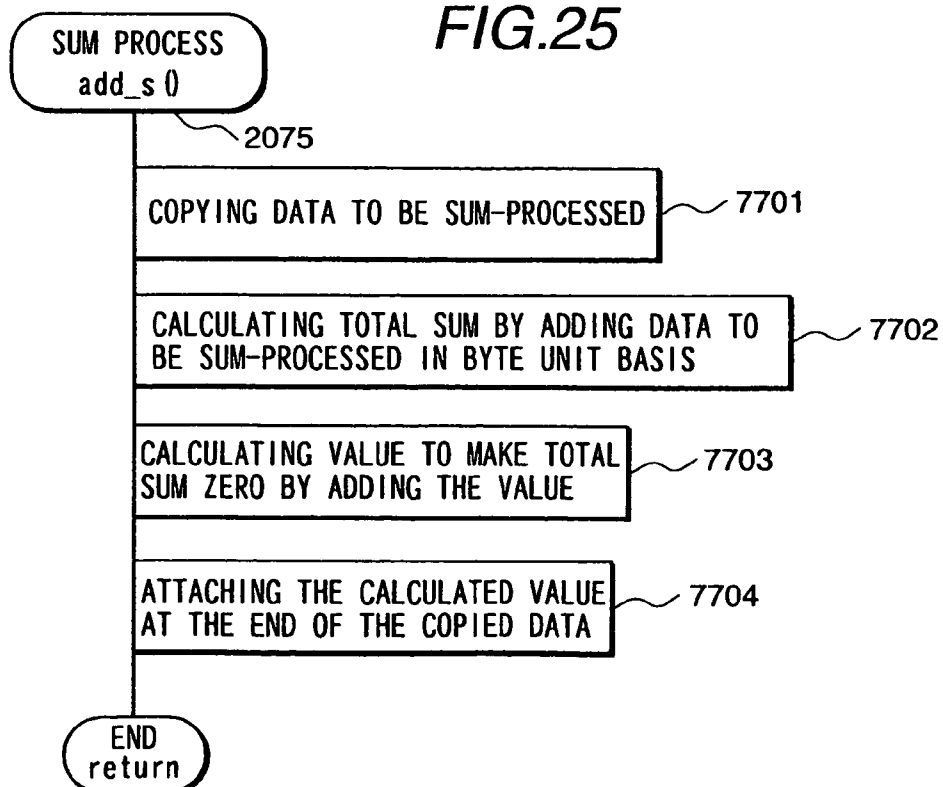 FIG.25
SUM PROCESS
add_s()
2075
COPYING DATA TO BE SUM-PROCESSED
7701
CALCULATING TOTAL SUM BY ADDING DATA TO
BE SUM-PROCESSED IN BYTE UNIT BASIS
7702
CALCULATING VALUE TO MAKE TOTAL
SUM ZERO BY ADDING THE VALUE
7703
ATTACHING THE CALCULATED VALUE
AT THE END OF THE COPIED DATA
7704
END
return